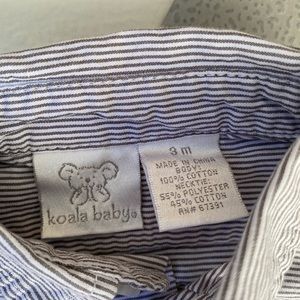 koala baby®
3 m
MADE IN CHINA
BODY:
100% COTTON
NECKTIE:
55% POLYESTER
45% COTTON
RN# 67391